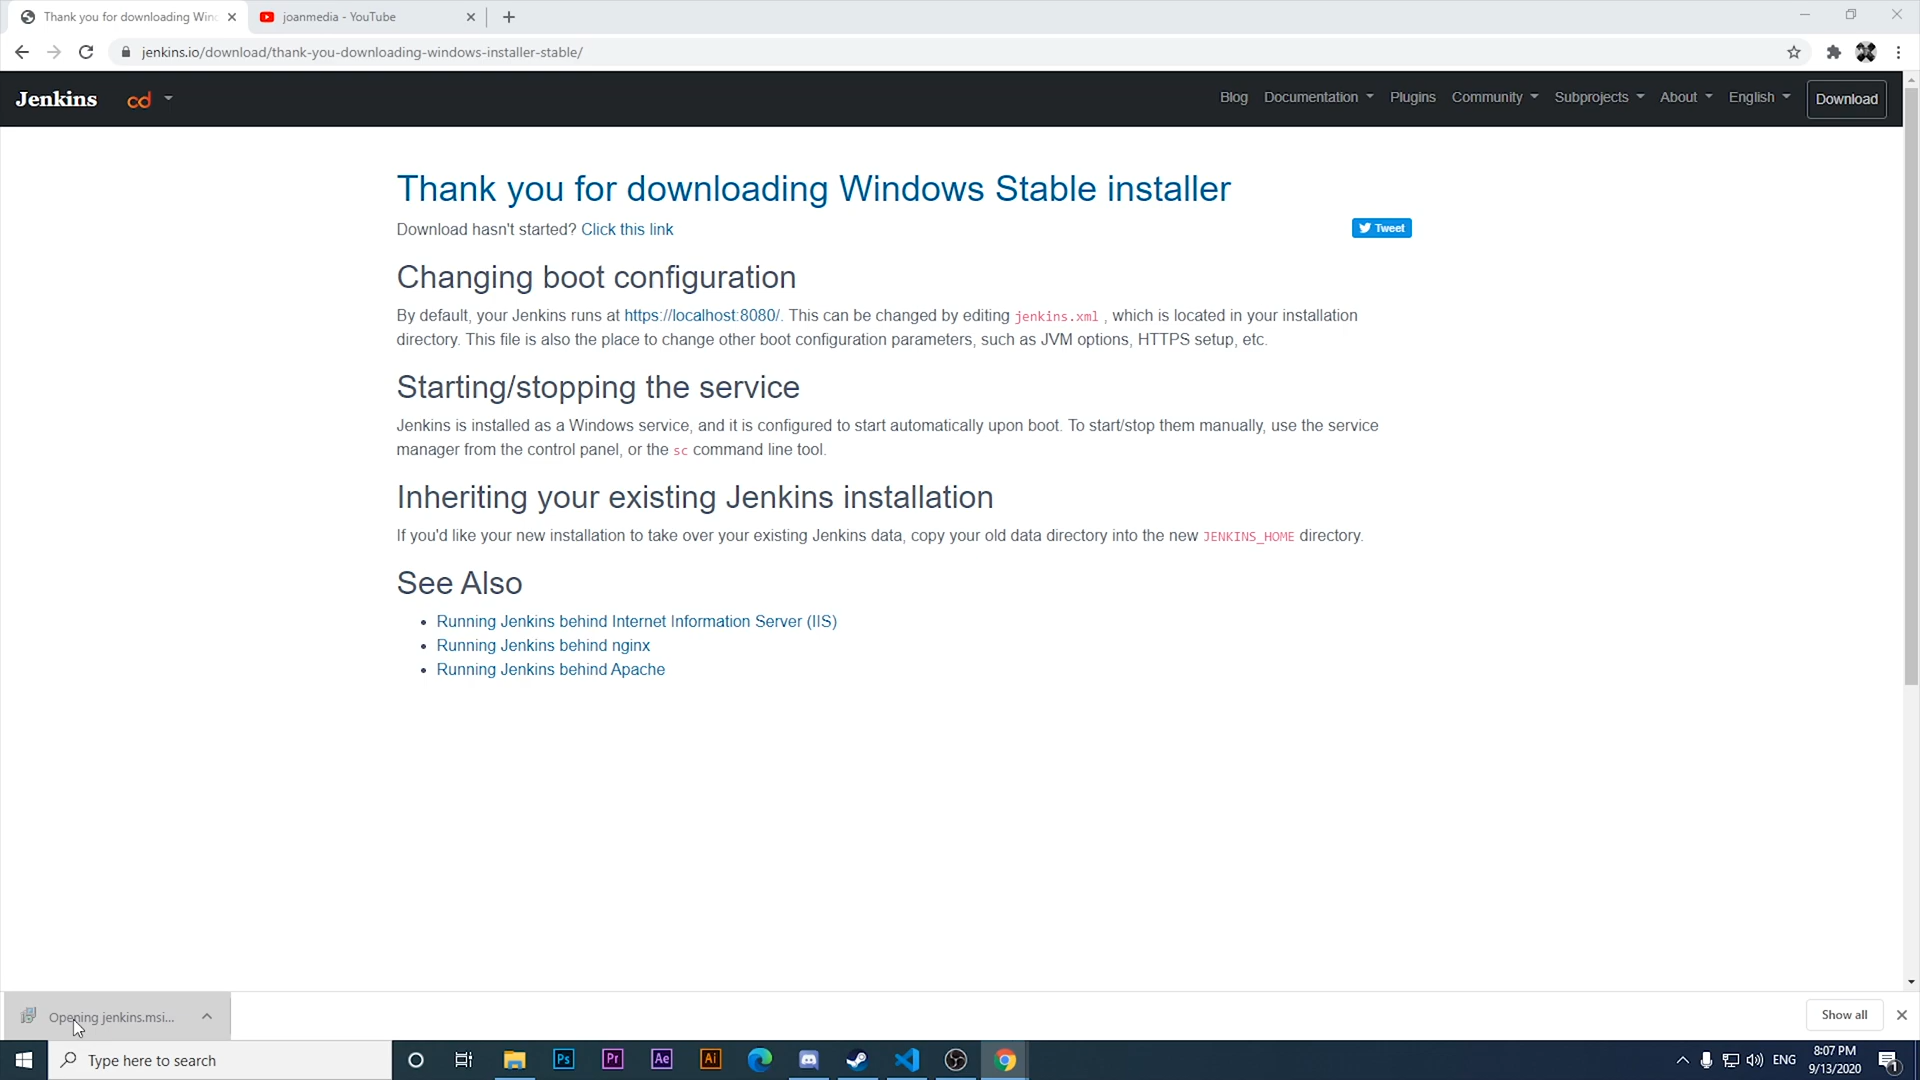 Thank you for downloading Win
joanmedia - YouTube
jenkins.io/download/thank-you-downloading-windows-installer-stable/
Jenkins
cd
Blog
Documentation
Plugins
Community
Subprojects
About
English
Download
Thank you for downloading Windows Stable installer
Download hasn't started? Click this link
Tweet
Changing boot configuration
By default, your Jenkins runs at https://localhost:8080/. This can be changed by editing jenkins.xml , which is located in your installation
directory. This file is also the place to change other boot configuration parameters, such as JVM options, HTTPS setup, etc.
Starting/stopping the service
Jenkins is installed as a Windows service, and it is configured to start automatically upon boot. To start/stop them manually, use the service
manager from the control panel, or the sc command line tool.
Inheriting your existing Jenkins installation
If you'd like your new installation to take over your existing Jenkins data, copy your old data directory into the new JENKINS_HOME directory.
See Also
Running Jenkins behind Internet Information Server (IIS)
Running Jenkins behind nginx
Running Jenkins behind Apache
Opening jenkins.msi...
Show all
Type here to search
Ps
Pr
Ae
Ai
ENG
8:07 PM
9/13/2020
1